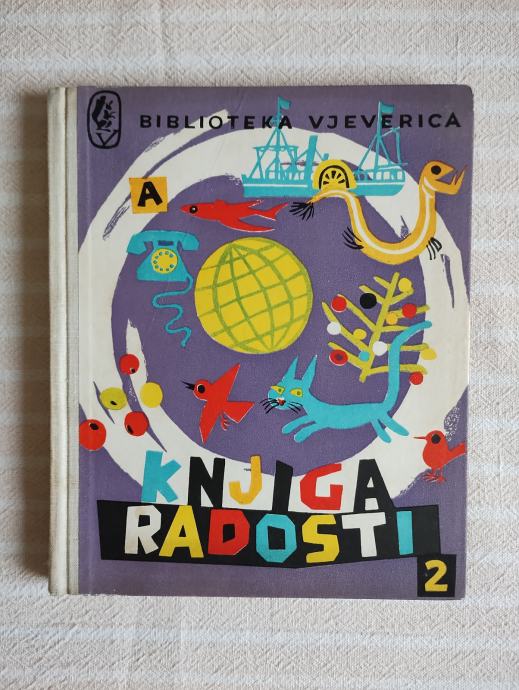 BIBLIOTEKA VJEVERICA
A
KNJIGA
RADOSTI
2